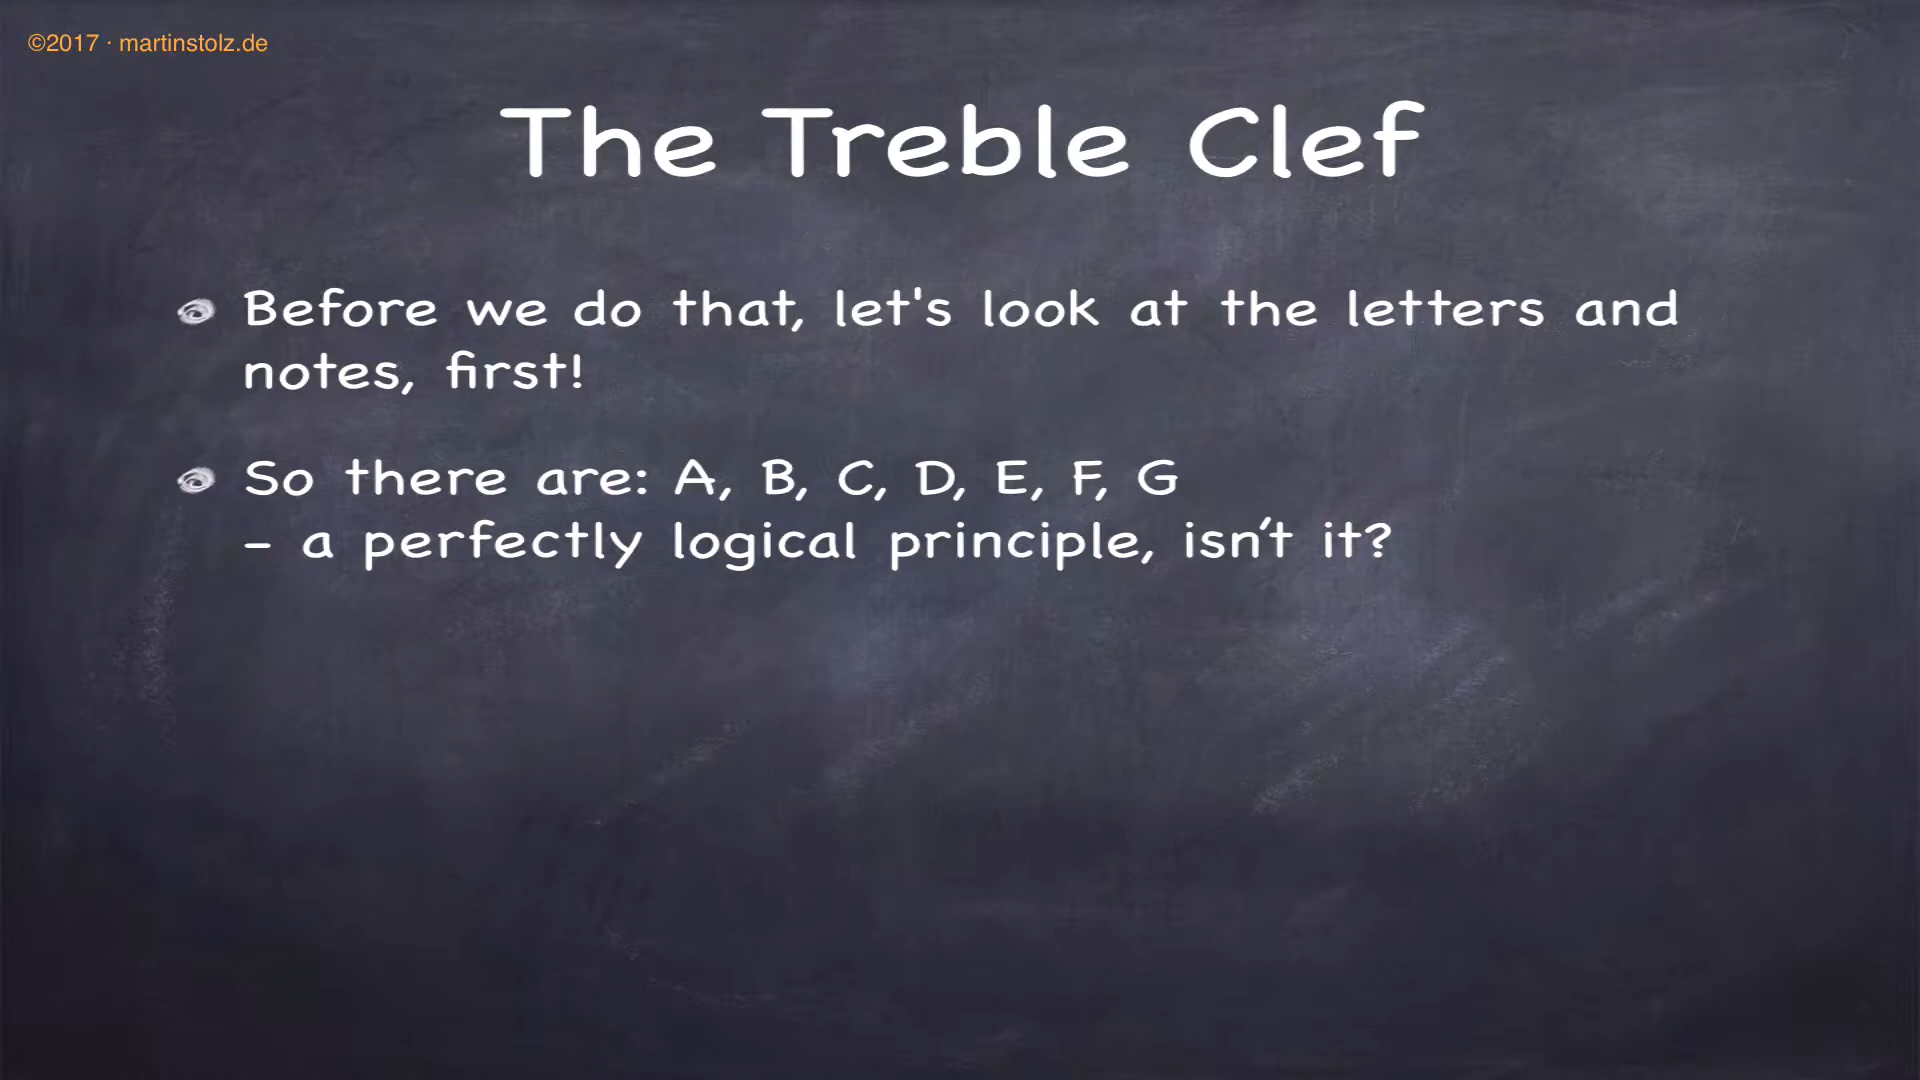 ©2017 · martinstolz.de
The Treble Clef
Before we do that, let's look at the letters and
notes, first!
So there are: A, B, C, D, E, F, G
– a perfectly logical principle, isn’t it?